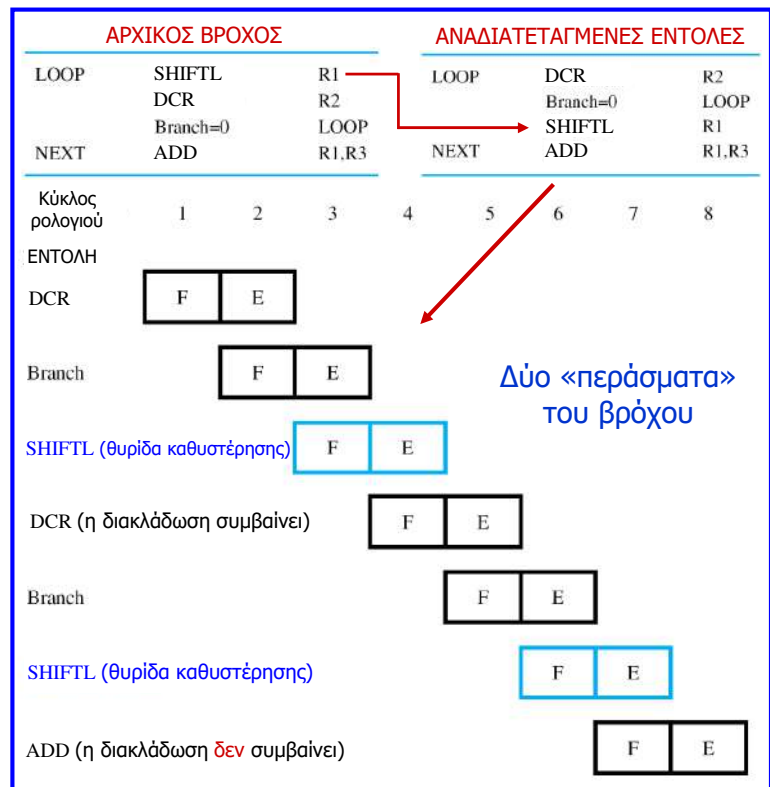 ΑΡΧΙΚΟΣ ΒΡΟΧΟΣ
LOOP SHIFTL R1
DCR R2
Branch=0 LOOP
NEXT ADD R1,R3
ΑΝΑΔΙΑΤΕΤΑΓΜΕΝΕΣ ΕΝΤΟΛΕΣ
LOOP DCR R2
Branch=0 LOOP
SHIFTL R1
NEXT ADD R1,R3
Κύκλος
ρολογιού 1 2 3 4 5 6 7 8
ΕΝΤΟΛΗ
DCR F E
Branch F E
Δύο «περάσματα»
του βρόχου
SHIFTL (θυρίδα καθυστέρησης) F E
DCR (η διακλάδωση συμβαίνει) F E
Branch F E
SHIFTL (θυρίδα καθυστέρησης) F E
ADD (η διακλάδωση δεν συμβαίνει) F E